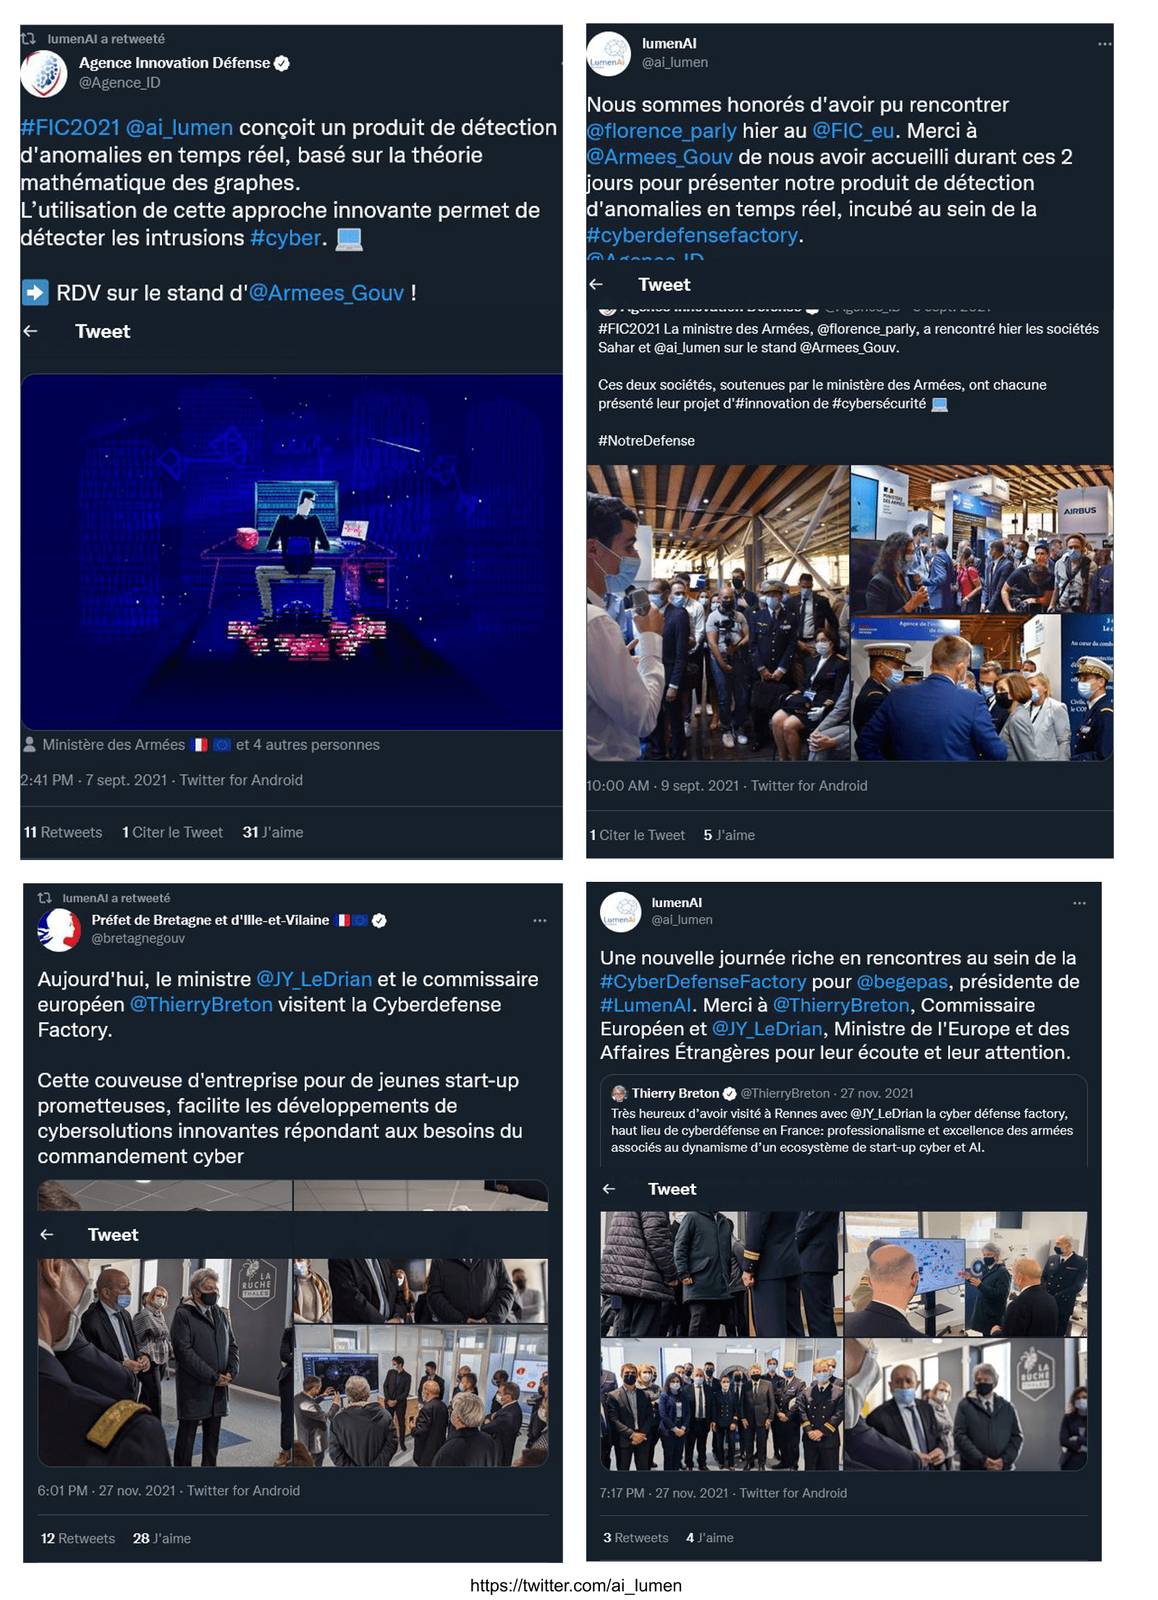 lumenAI a retweeté
Agence Innovation Défense
@Agence_ID
#FIC2021 @ai_lumen conçoit un produit de détection
d'anomalies en temps réel, basé sur la théorie
mathématique des graphes.
L'utilisation de cette approche innovante permet de
détecter les intrusions #cyber.
RDV sur le stand d'@Armees_Gouv !
Tweet
Ministère des Armées et 4 autres personnes
2:41 PM · 7 sept. 2021 · Twitter for Android
11 Retweets 1 Citer le Tweet 31 J'aime
lumenAI
@ai_lumen
LumenAi
Nous sommes honorés d'avoir pu rencontrer
@florence_parly hier au @FIC_eu. Merci à
@Armees_Gouv de nous avoir accueilli durant ces 2
jours pour présenter notre produit de détection
d'anomalies en temps réel, incubé au sein de la
#cyberdefensefactory.
@Agence_ID
Tweet
Agence Innovation Défense @Agence_ID · 8 sept. 2021
#FIC2021 La ministre des Armées, @florence_parly, a rencontré hier les sociétés
Sahar et @ai_lumen sur le stand @Armees_Gouv.
Ces deux sociétés, soutenues par le ministère des Armées, ont chacune
présenté leur projet d'#innovation de #cybersécurité
#NotreDefense
MINISTÈRE
DES ARMÉES
AIRBUS
AIRBUS
10:00 AM · 9 sept. 2021 · Twitter for Android
1 Citer le Tweet 5 J'aime
lumenAI a retweeté
Préfet de Bretagne et d'Ille-et-Vilaine
@bretagnegouv
Aujourd'hui, le ministre @JY_LeDrian et le commissaire
européen @ThierryBreton visitent la Cyberdefense
Factory.
Cette couveuse d'entreprise pour de jeunes start-up
prometteuses, facilite les développements de
cybersolutions innovantes répondant aux besoins du
commandement cyber
Tweet
LA
RUCHE
THALES
6:01 PM · 27 nov. 2021 · Twitter for Android
12 Retweets 28 J'aime
lumenAI
@ai_lumen
LumenAi
Une nouvelle journée riche en rencontres au sein de la
#CyberDefenseFactory pour @begepas, présidente de
#LumenAI. Merci à @ThierryBreton, Commissaire
Européen et @JY_LeDrian, Ministre de l'Europe et des
Affaires Étrangères pour leur écoute et leur attention.
Thierry Breton @ThierryBreton · 27 nov. 2021
Très heureux d'avoir visité à Rennes avec @JY_LeDrian la cyber défense factory,
haut lieu de cyberdéfense en France: professionalisme et excellence des armées
associés au dynamisme d'un ecosystème de start-up cyber et AI.
Tweet
LA
RUCHE
THALES
7:17 PM · 27 nov. 2021 · Twitter for Android
3 Retweets 4 J'aime
https://twitter.com/ai_lumen